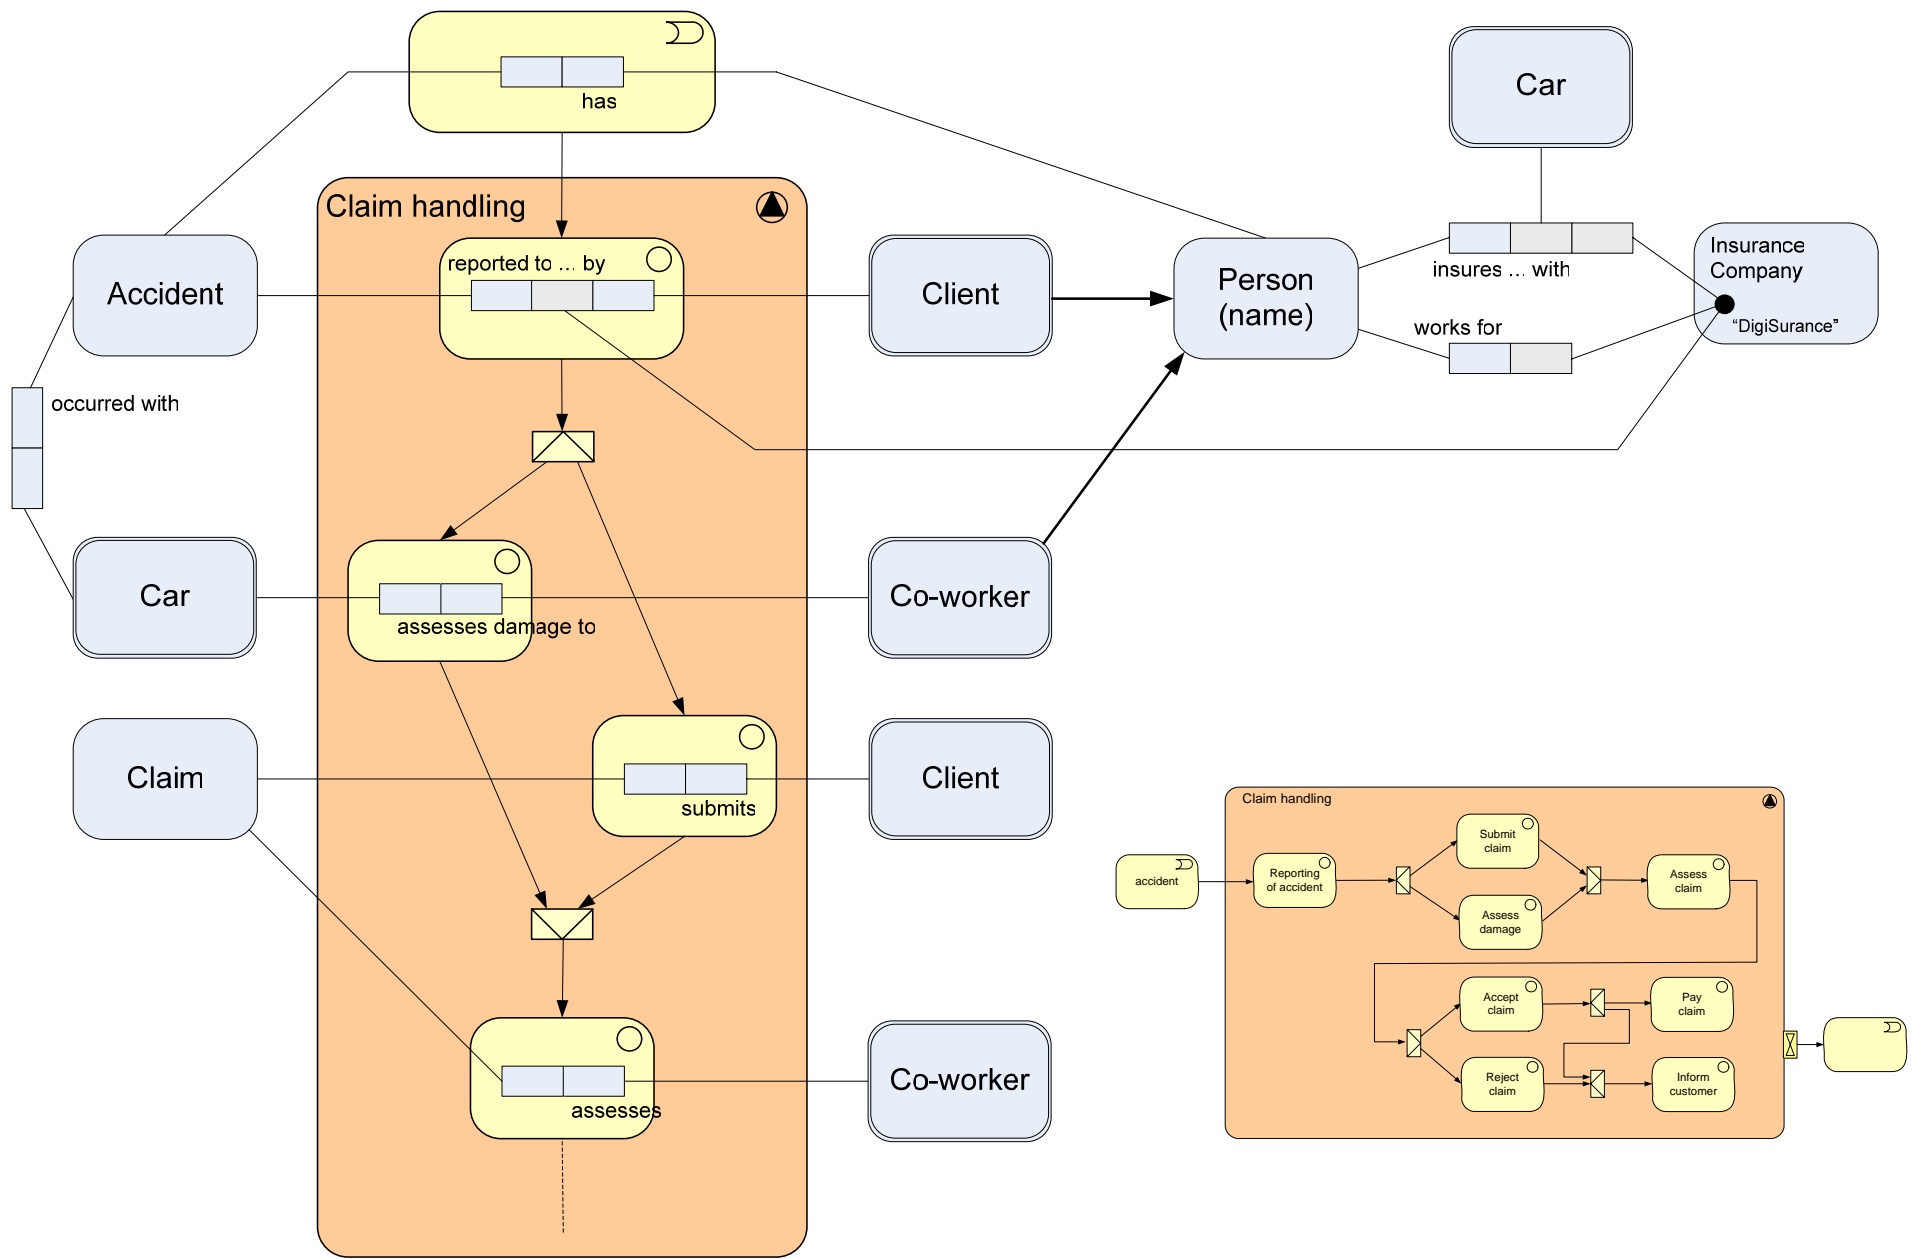 has
Car
Claim handling
Accident
reported to ... by
Client
Person
(name)
insures ... with
Insurance
Company
works for
“DigiSurance”
occurred with
Car
assesses damage to
Co-worker
Claim
submits
Client
assesses
Co-worker
Claim handling
accident
Reporting
of accident
Submit
claim
Assess
damage
Assess
claim
Accept
claim
Pay
claim
Reject
claim
Inform
customer